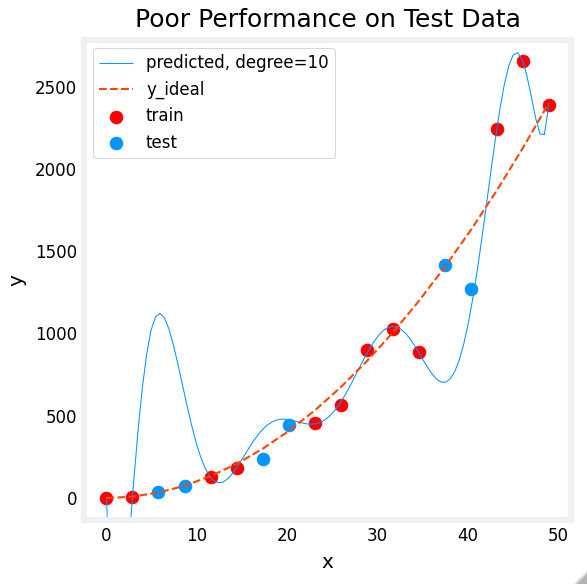 Poor Performance on Test Data
predicted, degree=10
y_ideal
train
test
2500
2000
1500
1000
500
0
y
0 10 20 30 40 50
x